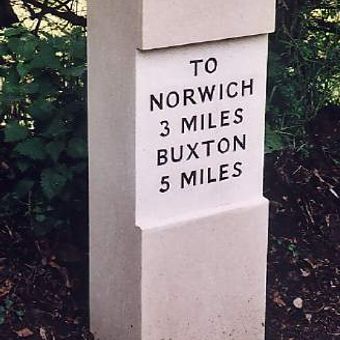 TO
NORWICH
3 MILES
BUXTON
5 MILES